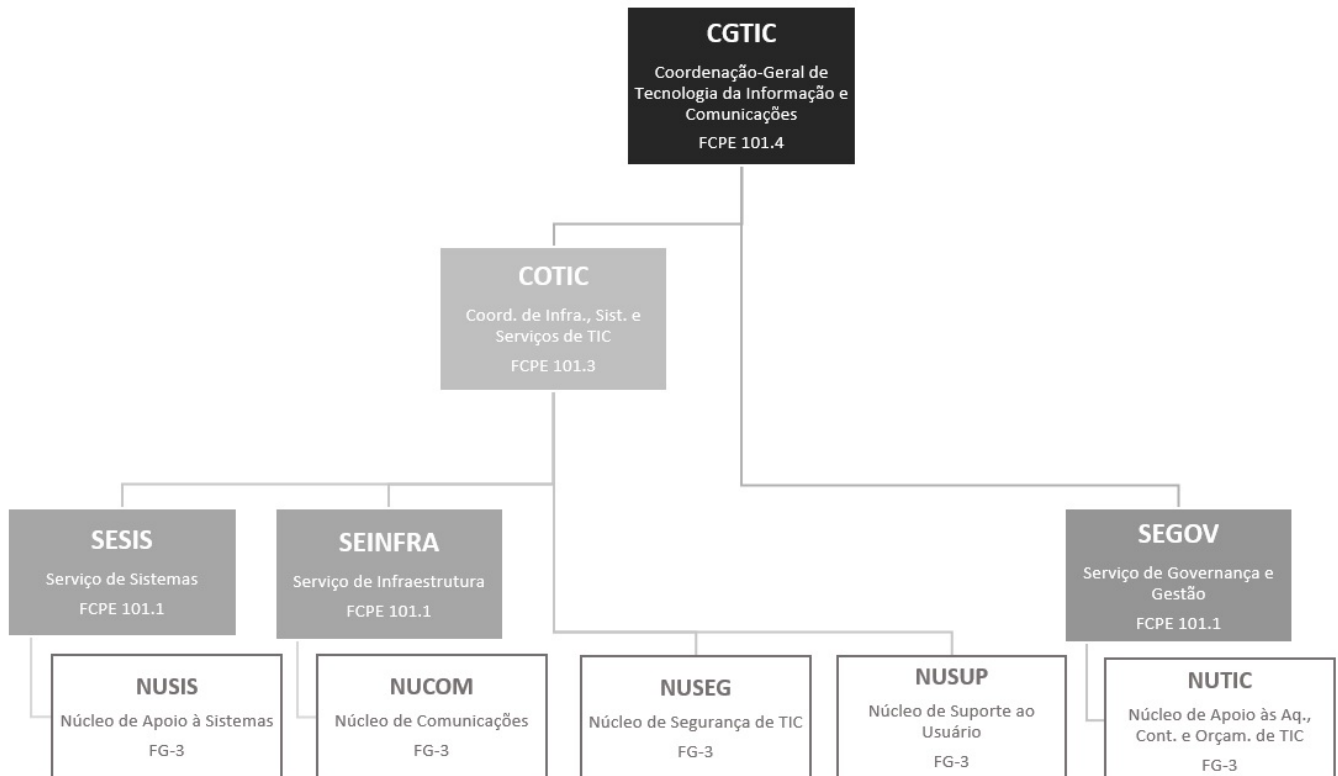 CGTIC
Coordenação-Geral de
Tecnologia da Informação e
Comunicações
FCPE 101.4
COTIC
Coord. de Infra., Sist. e
Serviços de TIC
FCPE 101.3
SESIS
Serviço de Sistemas
FCPE 101.1
SEINFRA
Serviço de Infraestrutura
FCPE 101.1
SEGOV
Serviço de Governança e
Gestão
FCPE 101.1
NUSIS
Núcleo de Apoio à Sistemas
FG-3
NUCOM
Núcleo de Comunicações
FG-3
NUSEG
Núcleo de Segurança de TIC
FG-3
NUSUP
Núcleo de Suporte ao
Usuário
FG-3
NUTIC
Núcleo de Apoio às Aq.,
Cont. e Orçam. de TIC
FG-3